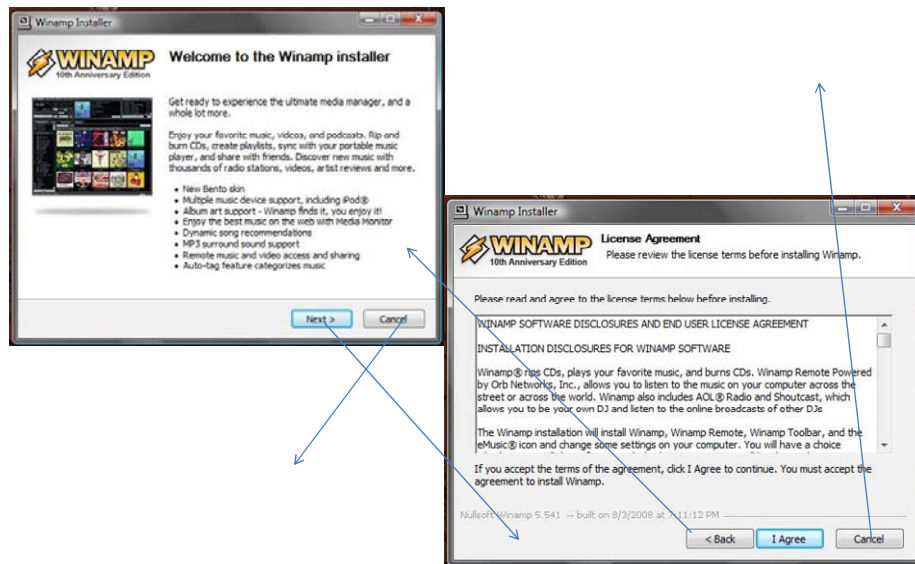 Winamp Installer
WINAMP
10th Anniversary Edition
Welcome to the Winamp installer
Get ready to experience the ultimate media manager, and a
whole lot more.
Enjoy your favorite music, videos, and podcasts. Rip and
burn CDs, create playlists, sync with your portable music
player, and share with friends. Discover new music with
thousands of radio stations, videos, artist reviews and more.
• New Bento skin
• Multiple music device support, including iPod®
• Album art support - Winamp finds it, you enjoy it!
• Enjoy the best music on the web with Media Monitor
• Dynamic song recommendations
• MP3 surround sound support
• Remote music and video access and sharing
• Auto-tag feature categorizes music
Next >
Cancel
Winamp Installer
WINAMP
10th Anniversary Edition
License Agreement
Please review the license terms before installing Winamp.
Please read and agree to the license terms below before installing.
WINAMP SOFTWARE DISCLOSURES AND END USER LICENSE AGREEMENT
INSTALLATION DISCLOSURES FOR WINAMP SOFTWARE
Winamp® rips CDs, plays your favorite music, and burns CDs. Winamp Remote Powered
by Orb Networks, Inc., allows you to listen to the music on your computer across the
street or across the world. Winamp also includes AOL® Radio and Shoutcast, which
allows you to be your own DJ and listen to the online broadcasts of other DJs
The Winamp installation will install Winamp, Winamp Remote, Winamp Toolbar, and the
eMusic® icon and change some settings on your computer. You will have a choice
If you accept the terms of the agreement, click I Agree to continue. You must accept the
agreement to install Winamp.
Nullsoft Winamp 5.541 -- built on 8/3/2008 at 7:11:12 PM
< Back
I Agree
Cancel